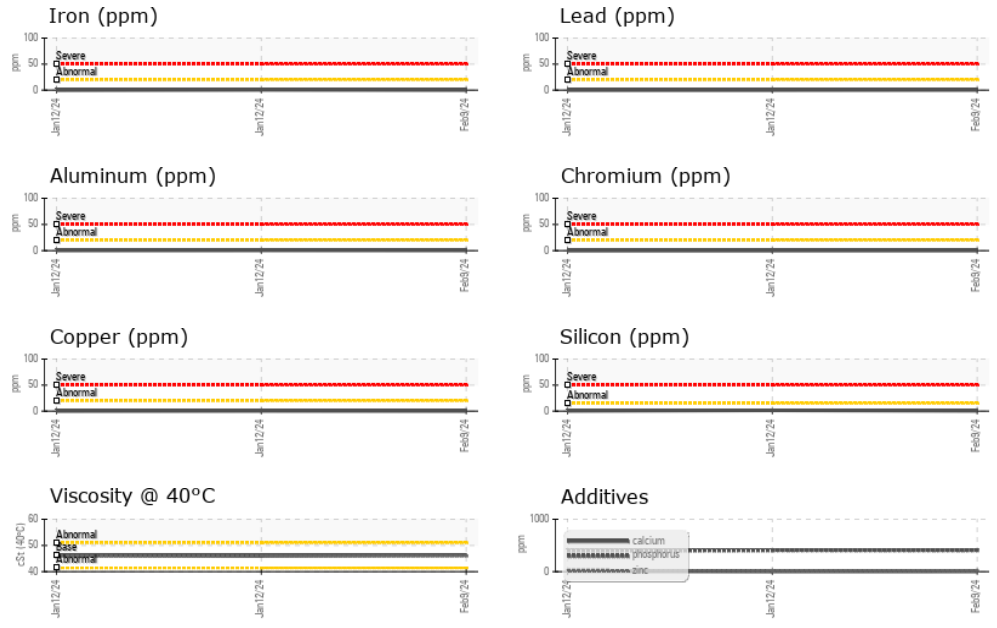 Iron (ppm)
100
50
0
ppm
Severe
Abnormal
Jan12/24
Jan12/24
Feb9/24
Lead (ppm)
100
50
0
ppm
Severe
Abnormal
Jan12/24
Jan12/24
Feb9/24
Aluminum (ppm)
100
50
0
ppm
Severe
Abnormal
Jan12/24
Jan12/24
Feb9/24
Chromium (ppm)
100
50
0
ppm
Severe
Abnormal
Jan12/24
Jan12/24
Feb9/24
Copper (ppm)
100
50
0
ppm
Severe
Abnormal
Jan12/24
Jan12/24
Feb9/24
Silicon (ppm)
100
50
0
ppm
Severe
Abnormal
Jan12/24
Jan12/24
Feb9/24
Viscosity @ 40°C
60
50
40
cSt (40°C)
Abnormal
Base
Abnormal
Jan12/24
Jan12/24
Feb9/24
Additives
1000
0
ppm
calcium
phosphorus
zinc
Jan12/24
Jan12/24
Feb9/24